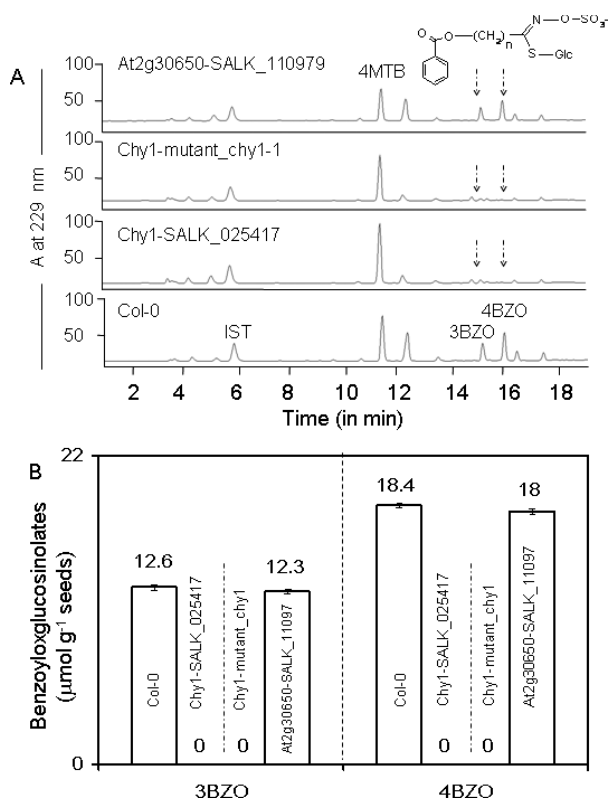 A
At2g30650-SALK_110979
4MTB
O
O
(CH₂)n
C
N
O
SO₃⁻
S
Glc
100
50
Chy1-mutant_chy1-1
100
50
Chy1-SALK_025417
100
50
Col-0
IST
3BZO
4BZO
100
50
A at 229 nm
2 4 6 8 10 11 12 14 15 16 18
Time (in min)
B
22
0
Benzoyloxglucosinolates
(μmol g⁻¹ seeds)
12.6
Col-0
Chy1-SALK_025417
0
Chy1-mutant_chy1
0
12.3
At2g30650-SALK_11097
18.4
Col-0
Chy1-SALK_025417
0
Chy1-mutant_chy1
0
18
At2g30650-SALK_11097
3BZO
4BZO